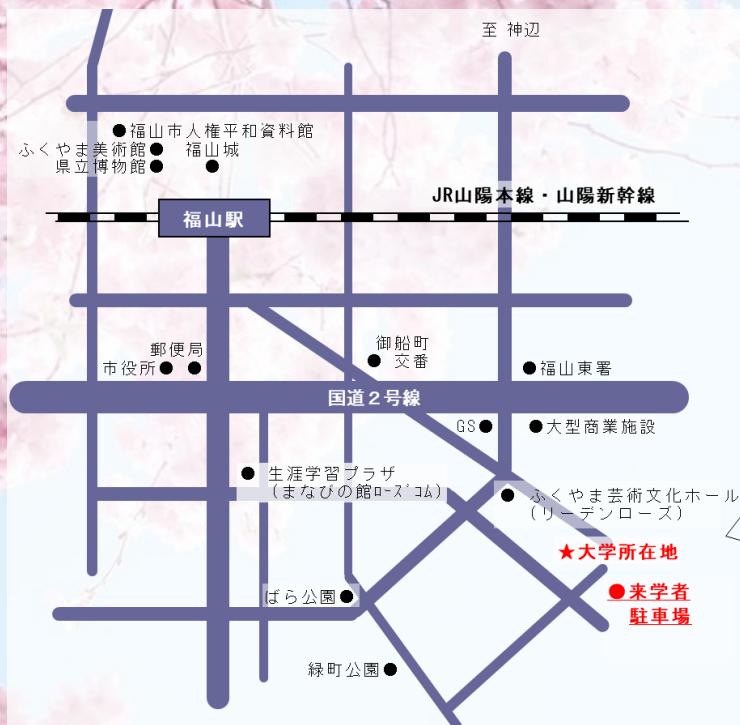 至 神辺
福山市人権平和資料館
ふくやま美術館
福山城
県立博物館
JR山陽本線・山陽新幹線
福山駅
郵便局
市役所
御船町
交番
福山東署
国道2号線
GS
大型商業施設
生涯学習プラザ
(まなびの館ローズコム)
ふくやま芸術文化ホール
(リーデンローズ)
★大学所在地
ばら公園
●来学者
駐車場
緑町公園